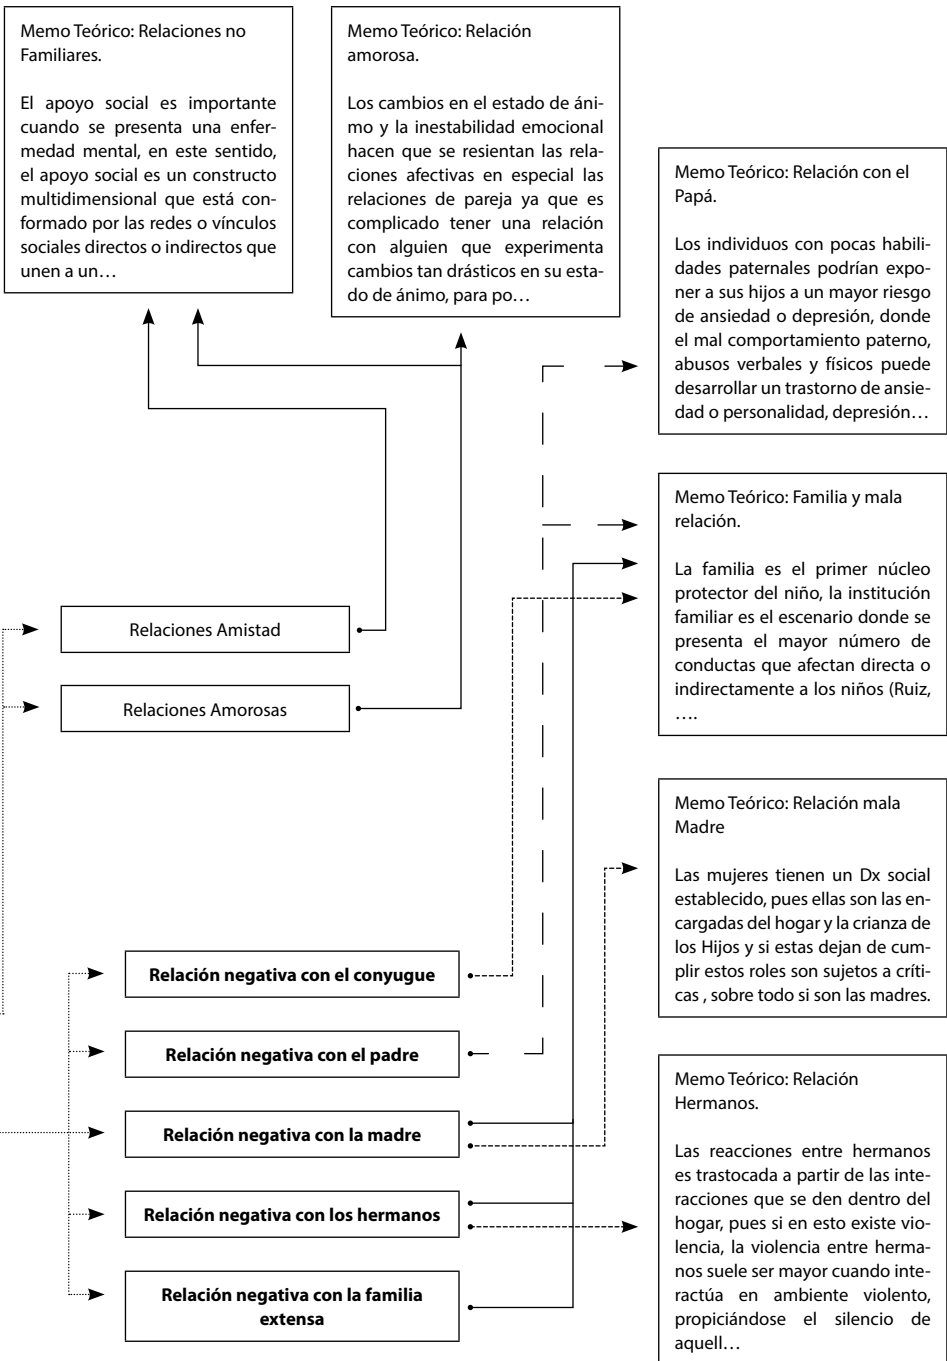 Memo Teórico: Relaciones no
Familiares.
El apoyo social es importante
cuando se presenta una enfer-
medad mental, en este sentido,
el apoyo social es un constructo
multidimensional que está con-
formado por las redes o vínculos
sociales directos o indirectos que
unen a un…
Memo Teórico: Relación
amorosa.
Los cambios en el estado de áni-
mo y la inestabilidad emocional
hacen que se resientan las rela-
ciones afectivas en especial las
relaciones de pareja ya que es
complicado tener una relación
con alguien que experimenta
cambios tan drásticos en su esta-
do de ánimo, para po…
Memo Teórico: Relación con el
Papá.
Los individuos con pocas habili-
dades paternales podrían expo-
ner a sus hijos a un mayor riesgo
de ansiedad o depresión, donde
el mal comportamiento paterno,
abusos verbales y físicos puede
desarrollar un trastorno de ansie-
dad o personalidad, depresión…
Memo Teórico: Familia y mala
relación.
La familia es el primer núcleo
protector del niño, la institución
familiar es el escenario donde se
presenta el mayor número de
conductas que afectan directa o
indirectamente a los niños (Ruiz,
….
Relaciones Amistad
Relaciones Amorosas
Memo Teórico: Relación mala
Madre
Las mujeres tienen un Dx social
establecido, pues ellas son las en-
cargadas del hogar y la crianza de
los Hijos y si estas dejan de cum-
plir estos roles son sujetos a críti-
cas , sobre todo si son las madres.
Relación negativa con el conyugue
Relación negativa con el padre
Relación negativa con la madre
Relación negativa con los hermanos
Relación negativa con la familia
extensa
Memo Teórico: Relación
Hermanos.
Las reacciones entre hermanos
es trastocada a partir de las inte-
racciones que se den dentro del
hogar, pues si en esto existe vio-
lencia, la violencia entre herma-
nos suele ser mayor cuando inte-
ractúa en ambiente violento,
propiciándose el silencio de
aquell…